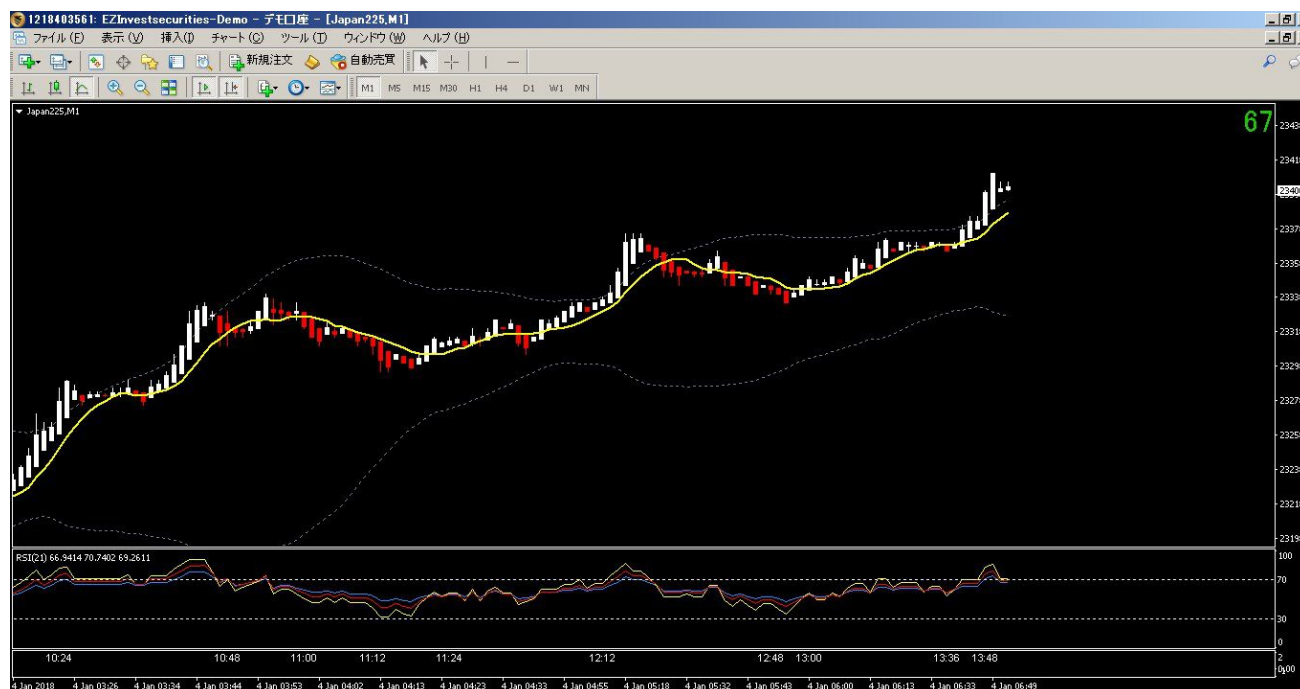 1218403561: EZInvestsecurities-Demo - デモ口座 - [Japan225,M1]
ファイル(F) 表示(V) 挿入(I) チャート(C) ツール(T) ウィンドウ(W) ヘルプ(H)
新規注文 自動売買
M1 M5 M15 M30 H1 H4 D1 W1 MN
Japan225,M1
67
23400
RSI(21) 66.9414 70.7402 69.2611
100
70
30
0
10:24 10:48 11:00 11:12 11:24 12:12 12:48 13:00 13:36 13:48
2
4 Jan 2018 4 Jan 03:26 4 Jan 03:34 4 Jan 03:44 4 Jan 03:53 4 Jan 04:02 4 Jan 04:13 4 Jan 04:23 4 Jan 04:33 4 Jan 04:55 4 Jan 05:18 4 Jan 05:32 4 Jan 05:43 4 Jan 06:00 4 Jan 06:13 4 Jan 06:33 4 Jan 06:49